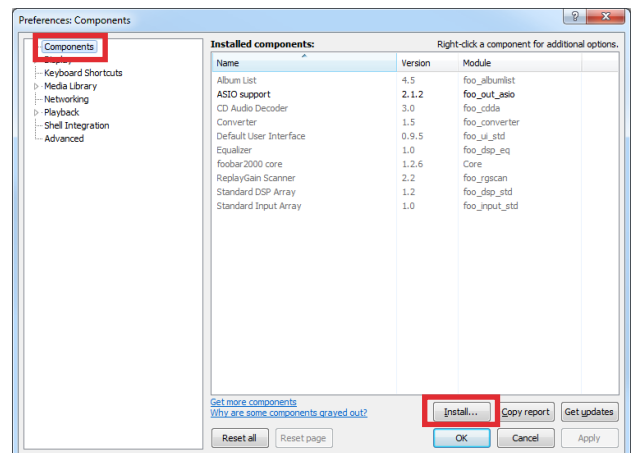 Preferences: Components
Components
Display
Keyboard Shortcuts
Media Library
Networking
Playback
Shell Integration
Advanced
Installed components: Right-click a component for additional options.
Name Version Module
Album List 4.5 foo_albumlist
ASIO support 2.1.2 foo_out_asio
CD Audio Decoder 3.0 foo_cdda
Converter 1.5 foo_converter
Default User Interface 0.9.5 foo_ui_std
Equalizer 1.0 foo_dsp_eq
foobar2000 core 1.2.6 Core
ReplayGain Scanner 2.2 foo_rgscan
Standard DSP Array 1.2 foo_dsp_std
Standard Input Array 1.0 foo_input_std
Get more components
Why are some components grayed out?
Install... Copy report Get updates
Reset all Reset page OK Cancel Apply